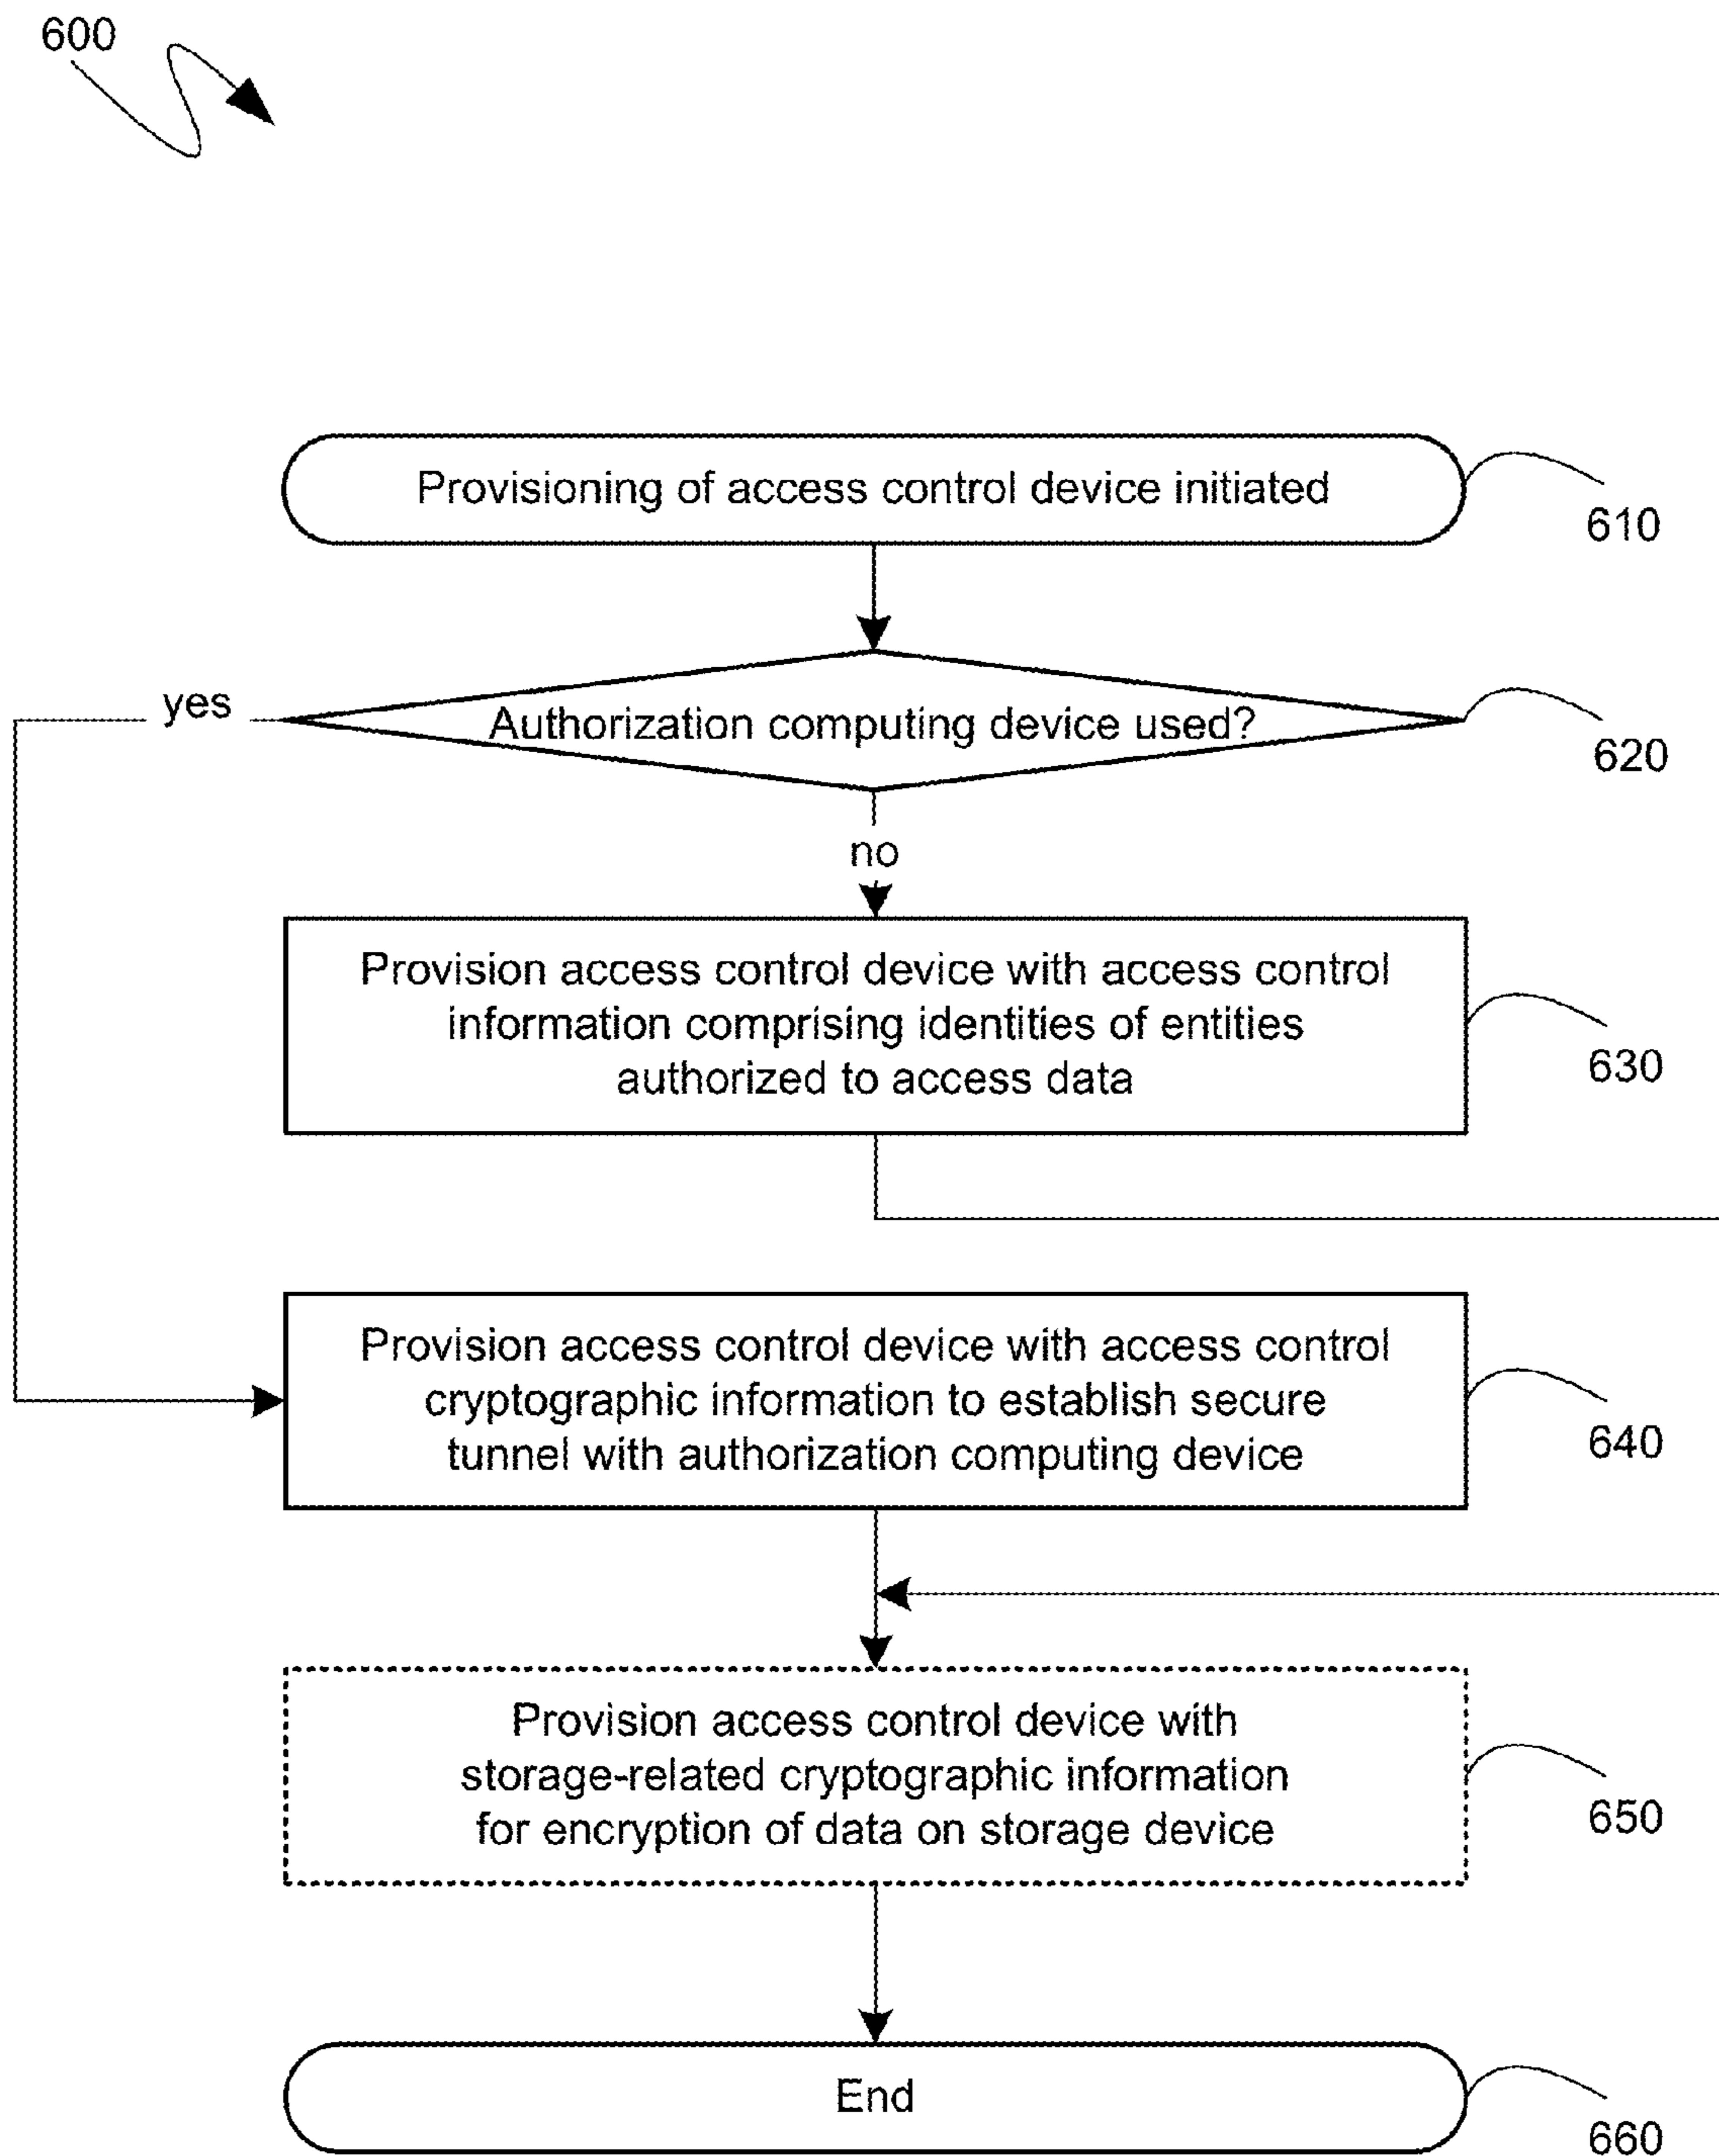 600
Provisioning of access control device initiated
610
yes
Authorization computing device used?
620
no
Provision access control device with access control
information comprising identities of entities
authorized to access data
630
Provision access control device with access control
cryptographic information to establish secure
tunnel with authorization computing device
640
Provision access control device with
storage-related cryptographic information
for encryption of data on storage device
650
End
660